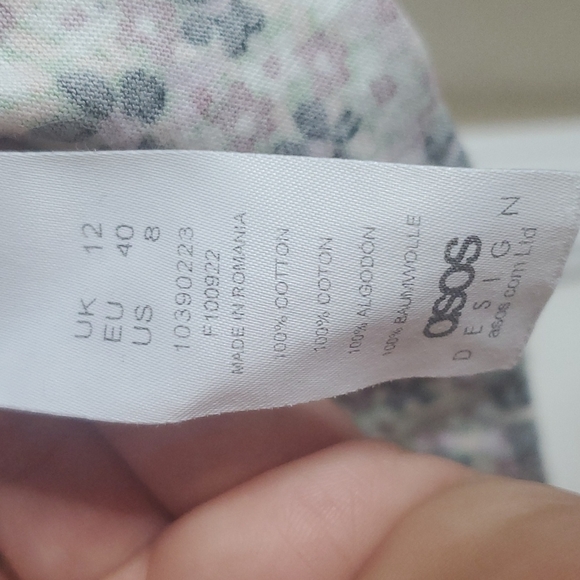 UK 12
EU 40
US 8
10390223
F100922
MADE IN ROMANIA
100% COTTON
100% COTON
100% ALGODÓN
100% BAUMWOLLE
asos
DESIGN
asos com Ltd